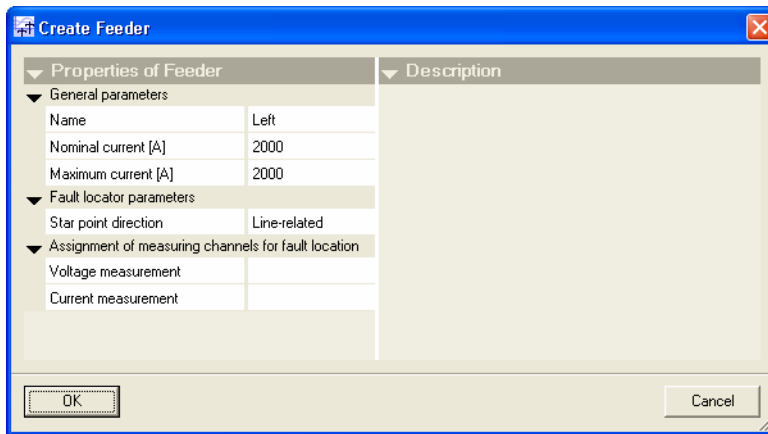 Create Feeder
Properties of Feeder
General parameters
Name Left
Nominal current [A] 2000
Maximum current [A] 2000
Fault locator parameters
Star point direction Line-related
Assignment of measuring channels for fault location
Voltage measurement
Current measurement
Description
OK
Cancel